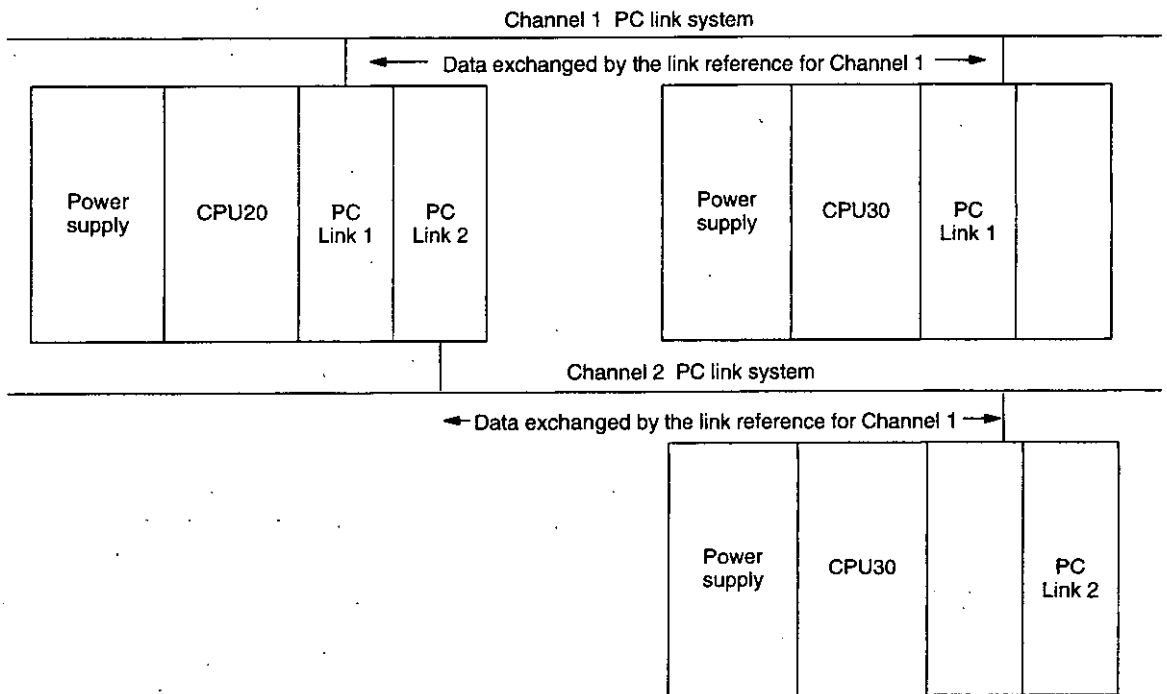 Channel 1 PC link system
Data exchanged by the link reference for Channel 1
Power
supply
CPU20
PC
Link 1
PC
Link 2
Power
supply
CPU30
PC
Link 1
Channel 2 PC link system
Data exchanged by the link reference for Channel 1
Power
supply
CPU30
PC
Link 2